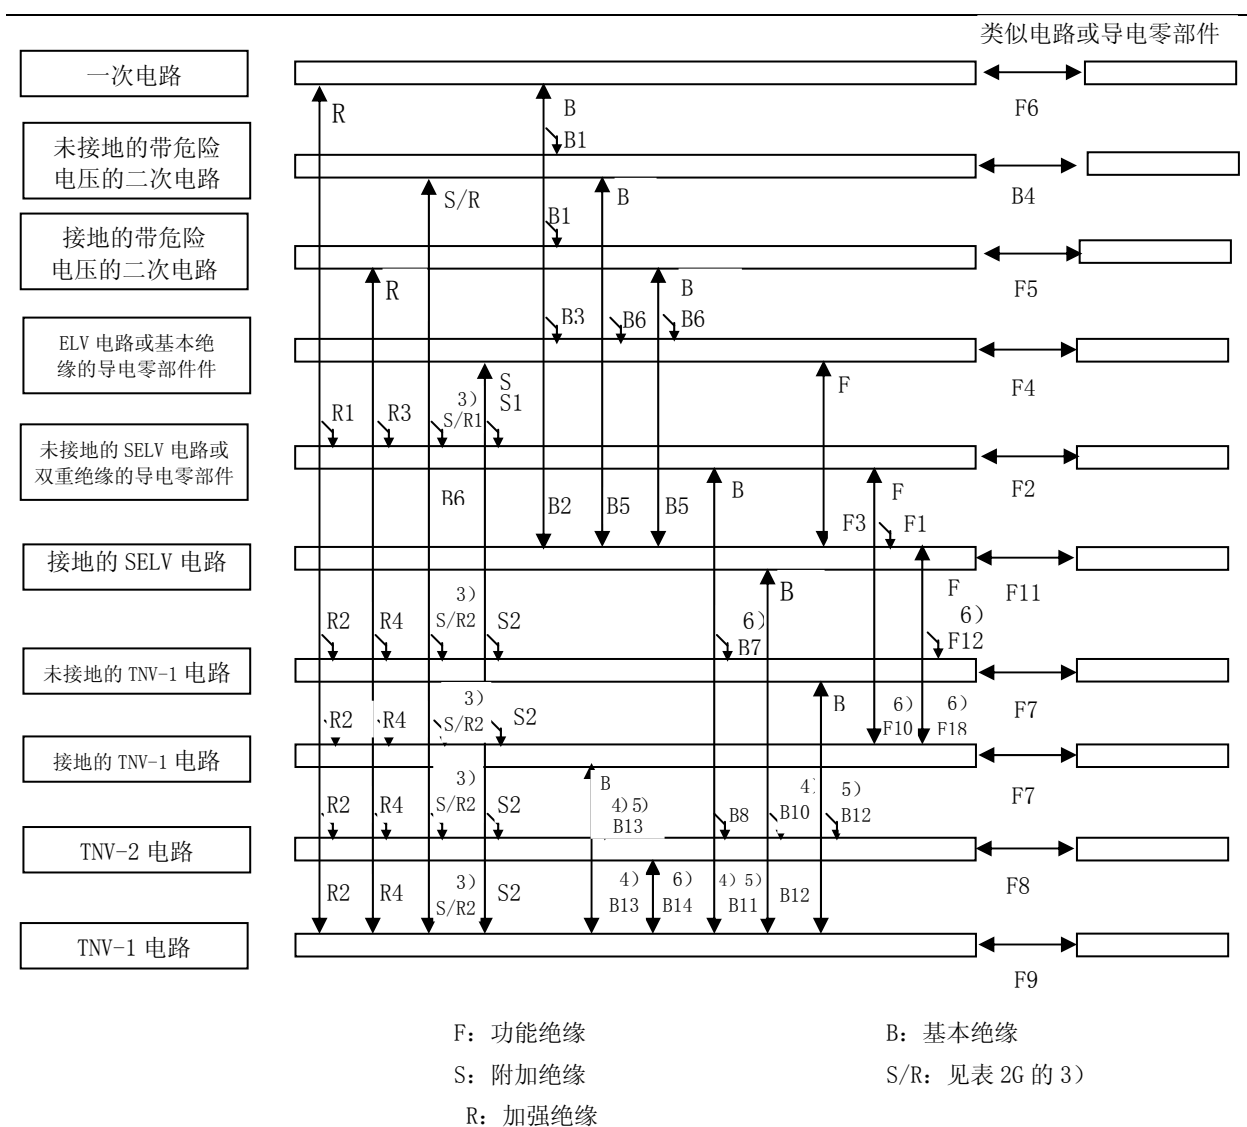 类似电路或导电零部件
一次电路
F6
R
B
未接地的带危险
电压的二次电路
B1
B4
S/R
B
接地的带危险
电压的二次电路
B1
F5
R
B
ELV 电路或基本绝
缘的导电零部件件
B3
B6
B6
F4
S
F
R1
R3
3)
S/R1
S1
未接地的 SELV 电路或
双重绝缘的导电零部件
F2
B6
B2
B5
B5
B
F
F3
F1
接地的 SELV 电路
F11
B
F
R2
R4
3)
S/R2
S2
6)
B7
6)
F12
未接地的 TNV-1 电路
F7
B
R2
R4
3)
S/R2
S2
6)
F10
6)
F18
接地的 TNV-1 电路
F7
B
R2
R4
3)
S/R2
S2
4)5)
B13
B8
4)
B10
5)
B12
TNV-2 电路
F8
R2
R4
3)
S/R2
S2
4)
B13
6)
B14
4) 5)
B11
B12
TNV-1 电路
F9
F：功能绝缘
B：基本绝缘
S：附加绝缘
S/R：见表 2G 的 3）
R：加强绝缘